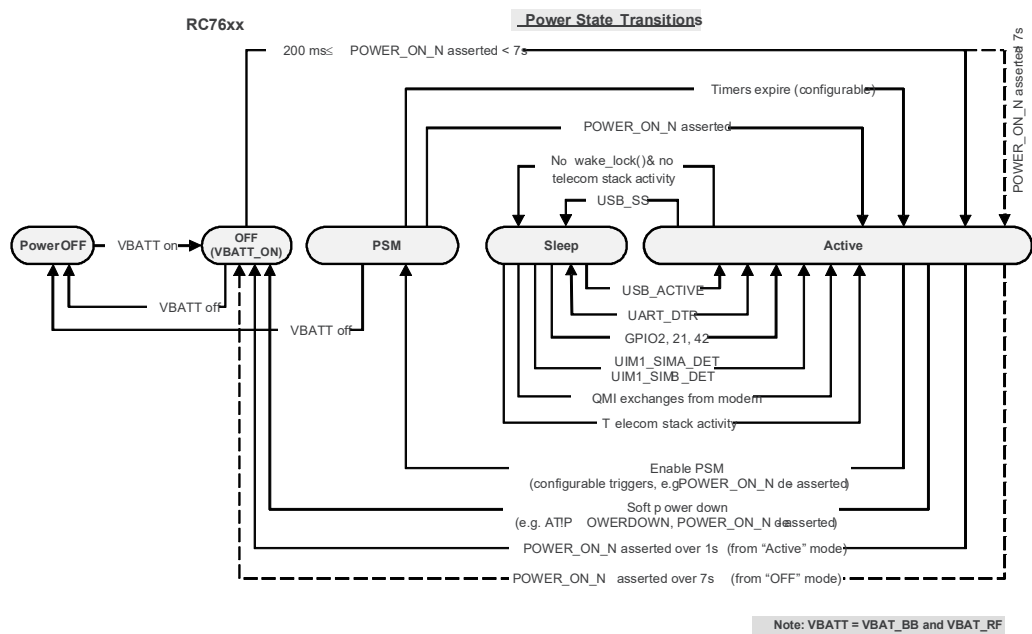 RC76xx
Power State Transitions
200 ms≤ POWER_ON_N asserted < 7s
POWER_ON_N asserted 7s
Timers expire (configurable)
POWER_ON_N asserted
No wake_lock()& no
telecom stack activity
USB_SS
PowerOFF
VBATT on
OFF
(VBATT_ON)
PSM
Sleep
Active
VBATT off
VBATT off
USB_ACTIVE
UART_DTR
GPIO2, 21, 42
UIM1_SIMA_DET
UIM1_SIMB_DET
QMI exchanges from modem
T elecom stack activity
Enable PSM
(configurable triggers, e.gPOWER_ON_N de asserted)
Soft p ower down
(e.g. AT!P OWERDOWN, POWER_ON_N de-asserted)
POWER_ON_N asserted over 1s (from “Active” mode)
POWER_ON_N asserted over 7s (from “OFF” mode)
Note: VBATT = VBAT_BB and VBAT_RF